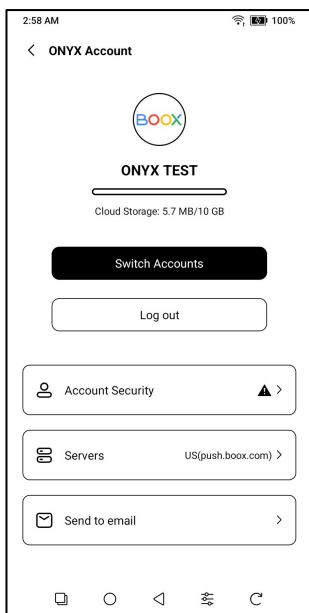 2:58 AM 100%
ONYX Account
BOOX
ONYX TEST
Cloud Storage: 5.7 MB/10 GB
Switch Accounts
Log out
Account Security
Servers US(push.boox.com)
Send to email